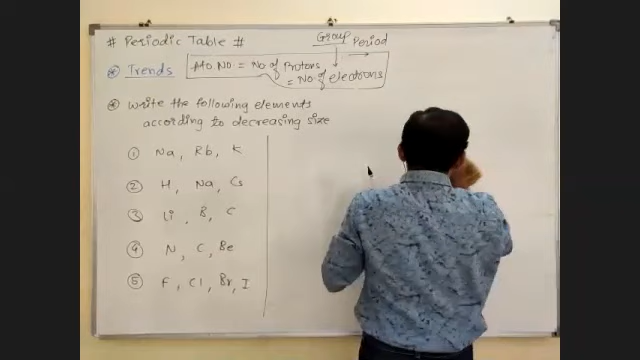 # Periodic Table #
Group
Period
Trends
Ato. No. = No of Protons
= No of electrons
Write the following elements
according to decreasing size
① Na, Rb, K
② H, Na, Cs
③ Li, B, C
④ N, C, Be
⑤ F, Cl, Br, I